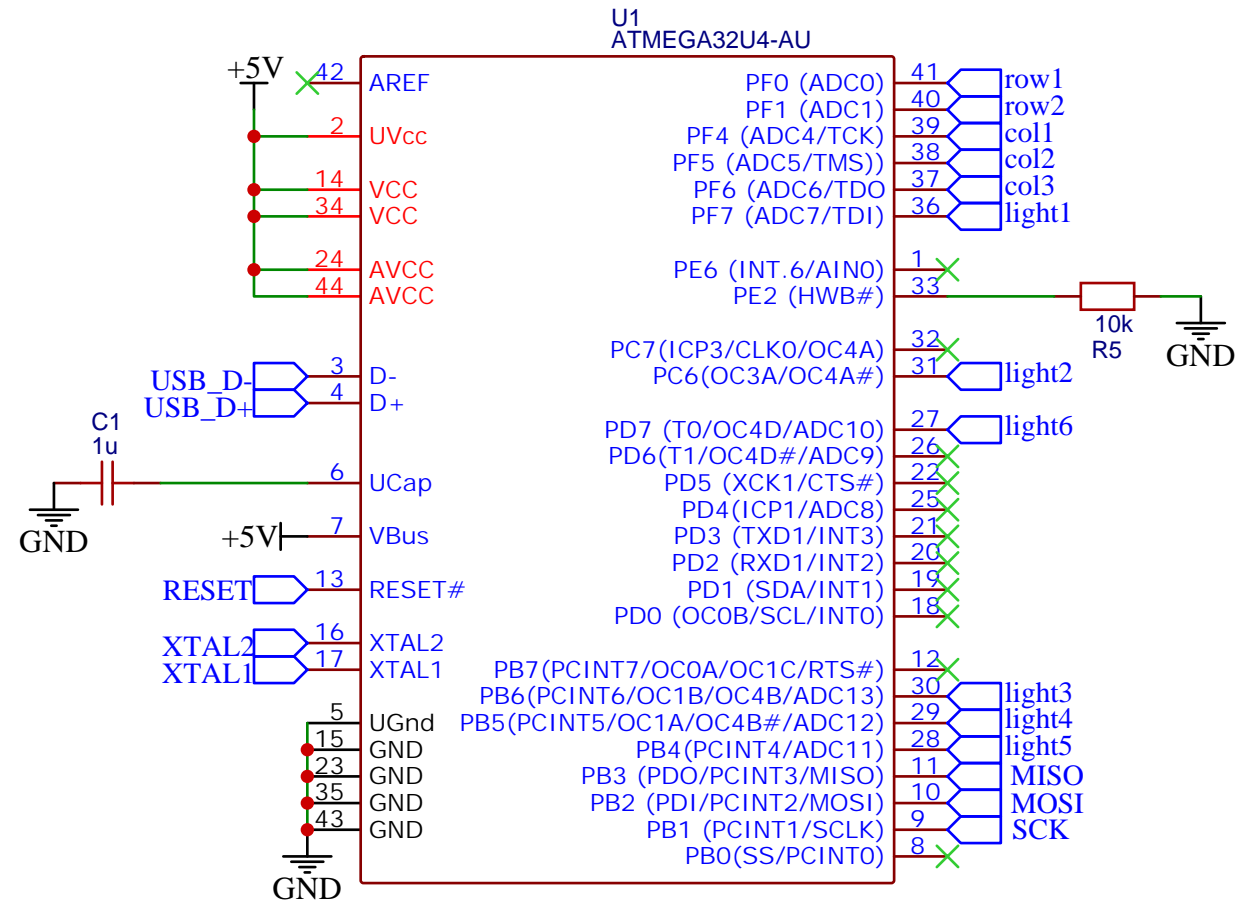 U1
ATMEGA32U4-AU
+5V
42 AREF
2 UVcc
14 VCC
34 VCC
24 AVCC
44 AVCC
USB_D- 3 D-
USB_D+ 4 D+
C1
1u
6 UCap
GND
+5V 7 VBus
RESET 13 RESET#
XTAL2 16 XTAL2
XTAL1 17 XTAL1
5 UGnd
15 GND
23 GND
35 GND
43 GND
GND
PF0 (ADC0) 41 row1
PF1 (ADC1) 40 row2
PF4 (ADC4/TCK) 39 col1
PF5 (ADC5/TMS)) 38 col2
PF6 (ADC6/TDO 37 col3
PF7 (ADC7/TDI) 36 light1
PE6 (INT.6/AIN0) 1
PE2 (HWB#) 33
10k
R5
GND
PC7(ICP3/CLK0/OC4A) 32
PC6(OC3A/OC4A#) 31 light2
PD7 (T0/OC4D/ADC10) 27 light6
PD6(T1/OC4D#/ADC9) 26
PD5 (XCK1/CTS#) 22
PD4(ICP1/ADC8) 25
PD3 (TXD1/INT3) 21
PD2 (RXD1/INT2) 20
PD1 (SDA/INT1) 19
PD0 (OC0B/SCL/INT0) 18
PB7(PCINT7/OC0A/OC1C/RTS#) 12
PB6(PCINT6/OC1B/OC4B/ADC13) 30 light3
PB5(PCINT5/OC1A/OC4B#/ADC12) 29 light4
PB4(PCINT4/ADC11) 28 light5
PB3 (PDO/PCINT3/MISO) 11 MISO
PB2 (PDI/PCINT2/MOSI) 10 MOSI
PB1 (PCINT1/SCLK) 9 SCK
PB0(SS/PCINT0) 8